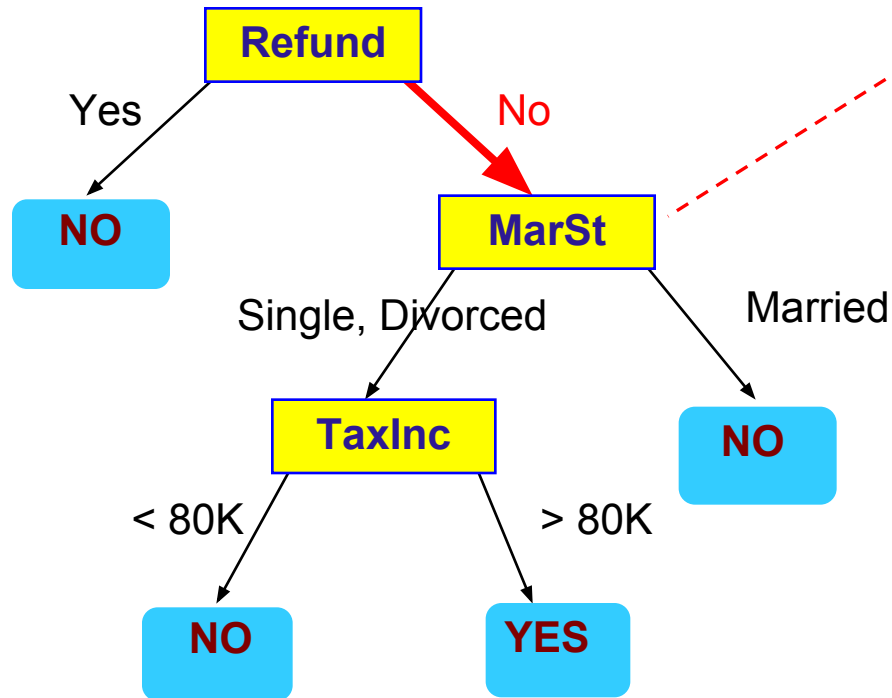 Refund
Yes
No
NO
MarSt
Single, Divorced
Married
TaxInc
NO
< 80K
> 80K
NO
YES